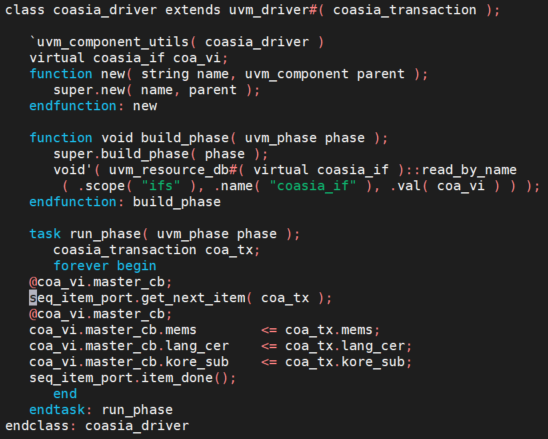 class coasia_driver extends uvm_driver#( coasia_transaction );

   `uvm_component_utils( coasia_driver )
   virtual coasia_if coa_vi;
   function new( string name, uvm_component parent );
      super.new( name, parent );
   endfunction: new

   function void build_phase( uvm_phase phase );
      super.build_phase( phase );
      void'( uvm_resource_db#( virtual coasia_if )::read_by_name
       ( .scope( "ifs" ), .name( "coasia_if" ), .val( coa_vi ) ) );
   endfunction: build_phase

   task run_phase( uvm_phase phase );
      coasia_transaction coa_tx;
      forever begin
   @coa_vi.master_cb;
   seq_item_port.get_next_item( coa_tx );
   @coa_vi.master_cb;
   coa_vi.master_cb.mems        <= coa_tx.mems;
   coa_vi.master_cb.lang_cer    <= coa_tx.lang_cer;
   coa_vi.master_cb.kore_sub    <= coa_tx.kore_sub;
   seq_item_port.item_done();
      end
   endtask: run_phase
endclass: coasia_driver